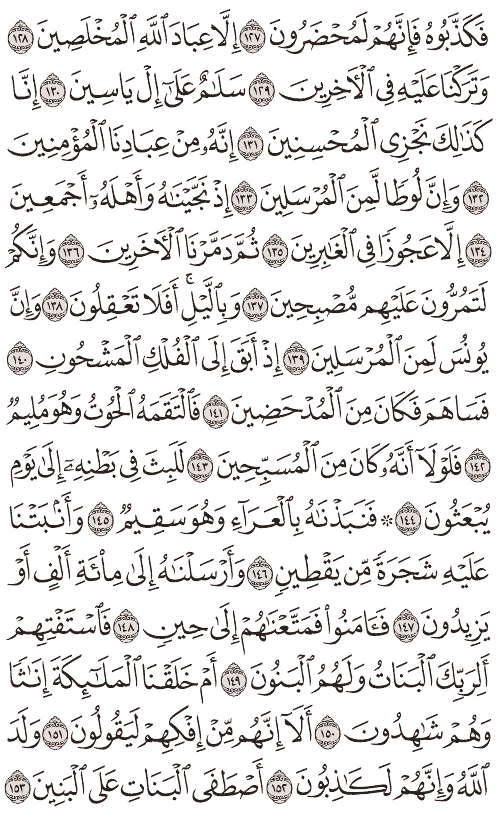 فَكَذَّبُوهُ فَإِنَّهُمْ لَمُحْضَرُونَ ١٢٧ إِلَّا عِبَادَ ٱللَّهِ ٱلْمُخْلَصِينَ ١٢٨
وَتَرَكْنَا عَلَيْهِ فِي ٱلْأَخِرِينَ ١٢٩ سَلَٰمٌ عَلَىٰٓ إِلْ يَاسِينَ ١٣٠ إِنَّا
كَذَٰلِكَ نَجْزِي ٱلْمُحْسِنِينَ ١٣١ إِنَّهُۥ مِنْ عِبَادِنَا ٱلْمُؤْمِنِينَ
١٣٢ وَإِنَّ لُوطًا لَّمِنَ ٱلْمُرْسَلِينَ ١٣٣ إِذْ نَجَّيْنَٰهُ وَأَهْلَهُۥٓ أَجْمَعِينَ
١٣٤ إِلَّا عَجُوزًا فِي ٱلْغَٰبِرِينَ ١٣٥ ثُمَّ دَمَّرْنَا ٱلْأَخَرِينَ ١٣٦ وَإِنَّكُمْ
لَتَمُرُّونَ عَلَيْهِم مُّصْبِحِينَ ١٣٧ وَبِٱلَّيْلِۚ أَفَلَا تَعْقِلُونَ ١٣٨ وَإِنَّ
يُونُسَ لَمِنَ ٱلْمُرْسَلِينَ ١٣٩ إِذْ أَبَقَ إِلَى ٱلْفُلْكِ ٱلْمَشْحُونِ ١٤٠
فَسَاهَمَ فَكَانَ مِنَ ٱلْمُدْحَضِينَ ١٤١ فَٱلْتَقَمَهُ ٱلْحُوتُ وَهُوَ مُلِيمٌ
١٤٢ فَلَوْلَآ أَنَّهُۥ كَانَ مِنَ ٱلْمُسَبِّحِينَ ١٤٣ لَلَبِثَ فِي بَطْنِهِۦٓ إِلَىٰ يَوْمِ
يُبْعَثُونَ ١٤٤ ۞ فَنَبَذْنَٰهُ بِٱلْعَرَآءِ وَهُوَ سَقِيمٌ ١٤٥ وَأَنۢبَتْنَا
عَلَيْهِ شَجَرَةً مِّن يَقْطِينٍ ١٤٦ وَأَرْسَلْنَٰهُ إِلَىٰ مِا۟ئَةِ أَلْفٍ أَوْ
يَزِيدُونَ ١٤٧ فَـَٔامَنُوا۟ فَمَتَّعْنَٰهُمْ إِلَىٰ حِينٍ ١٤٨ فَٱسْتَفْتِهِمْ
أَلِرَبِّكَ ٱلْبَنَاتُ وَلَهُمُ ٱلْبَنُونَ ١٤٩ أَمْ خَلَقْنَا ٱلْمَلَٰٓئِكَةَ إِنَٰثًا
وَهُمْ شَٰهِدُونَ ١٥٠ أَلَآ إِنَّهُم مِّنْ إِفْكِهِمْ لَيَقُولُونَ ١٥١ وَلَدَ
ٱللَّهُ وَإِنَّهُمْ لَكَٰذِبُونَ ١٥٢ أَصْطَفَى ٱلْبَنَاتِ عَلَى ٱلْبَنِينَ ١٥٣